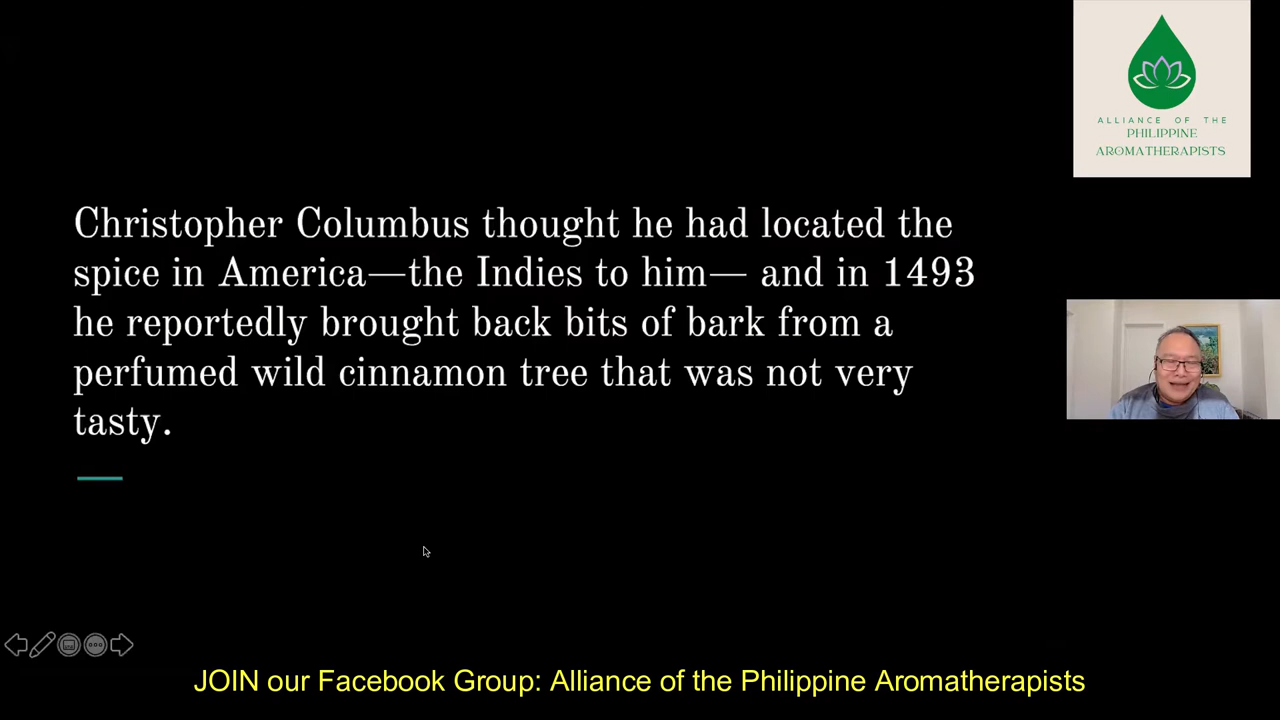 ALLIANCE OF THE
PHILIPPINE
AROMATHERAPISTS
Christopher Columbus thought he had located the
spice in America—the Indies to him— and in 1493
he reportedly brought back bits of bark from a
perfumed wild cinnamon tree that was not very
tasty.
JOIN our Facebook Group: Alliance of the Philippine Aromatherapists